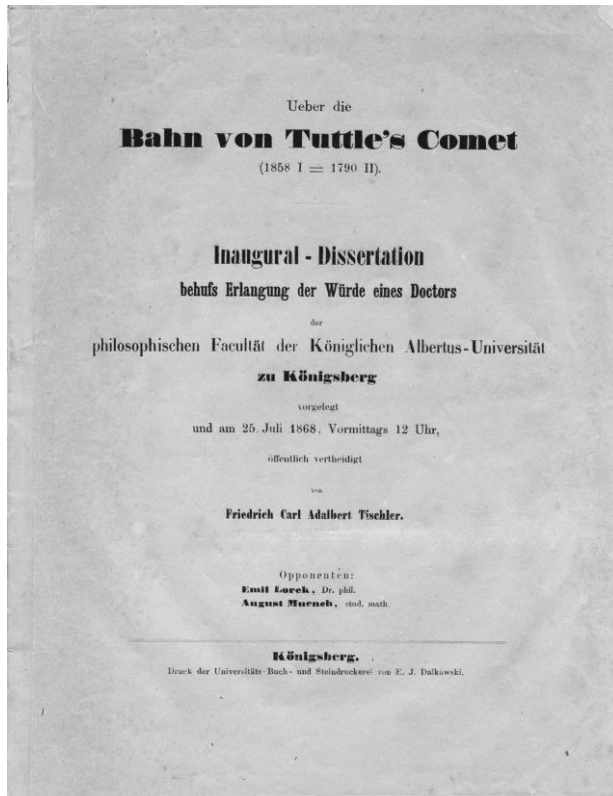 Ueber die
Bahn von Tuttle's Comet
(1858 I = 1790 II).
Inaugural - Dissertation
behufs Erlangung der Würde eines Doctors
der
philosophischen Facultät der Königlichen Albertus-Universität
zu Königsberg
vorgelegt
und am 25. Juli 1868, Vormittags 12 Uhr,
öffentlich vertheidigt
von
Friedrich Carl Adalbert Tischler.
Opponenten:
Emil Lorek, Dr. phil.
August Muench, stud. math.
Königsberg.
Druck der Universitäts-Buch- und Steindruckerei von E. J. Dalkowski.